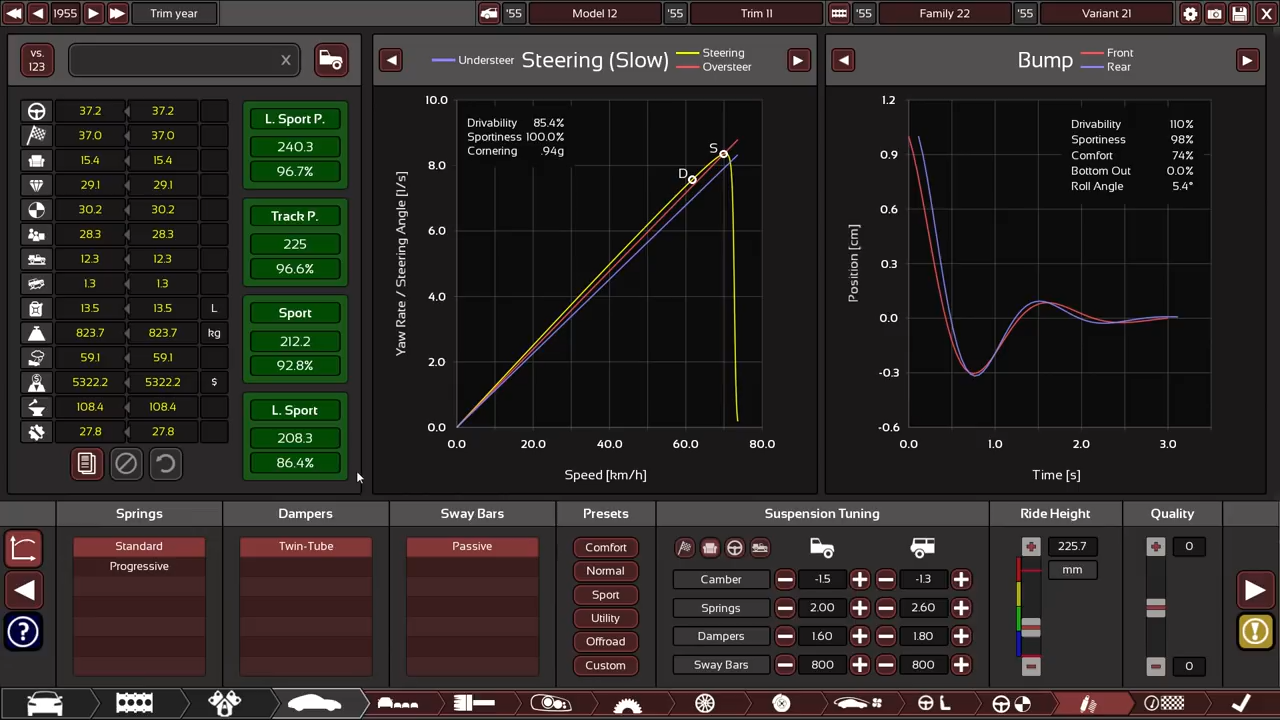 1955
Trim year
'55
Model 12
'55
Trim 11
'55
Family 22
'55
Variant 21
vs.
123
x
37.2 37.2
37.0 37.0
15.4 15.4
29.1 29.1
30.2 30.2
28.3 28.3
12.3 12.3
1.3 1.3
13.5 13.5 L
823.7 823.7 kg
59.1 59.1
5322.2 5322.2 $
108.4 108.4
27.8 27.8
L. Sport P.
240.3
96.7%
Track P.
225
96.6%
Sport
212.2
92.8%
L. Sport
208.3
86.4%
Understeer
Steering (Slow)
Steering
Oversteer
Drivability 85.4%
Sportiness 100.0%
Cornering .94g
S
D
10.0
8.0
6.0
4.0
2.0
0.0
Yaw Rate / Steering Angle [1/s]
0.0 20.0 40.0 60.0 80.0
Speed [km/h]
Bump
Front
Rear
Drivability 110%
Sportiness 98%
Comfort 74%
Bottom Out 0.0%
Roll Angle 5.4°
1.2
0.9
0.6
0.3
0.0
-0.3
-0.6
Position [cm]
0.0 1.0 2.0 3.0
Time [s]
Springs
Standard
Progressive
Dampers
Twin-Tube
Sway Bars
Passive
Presets
Comfort
Normal
Sport
Utility
Offroad
Custom
Suspension Tuning
Camber -1.5 -1.3
Springs 2.00 2.60
Dampers 1.60 1.80
Sway Bars 800 800
Ride Height
225.7
mm
Quality
0
0
?